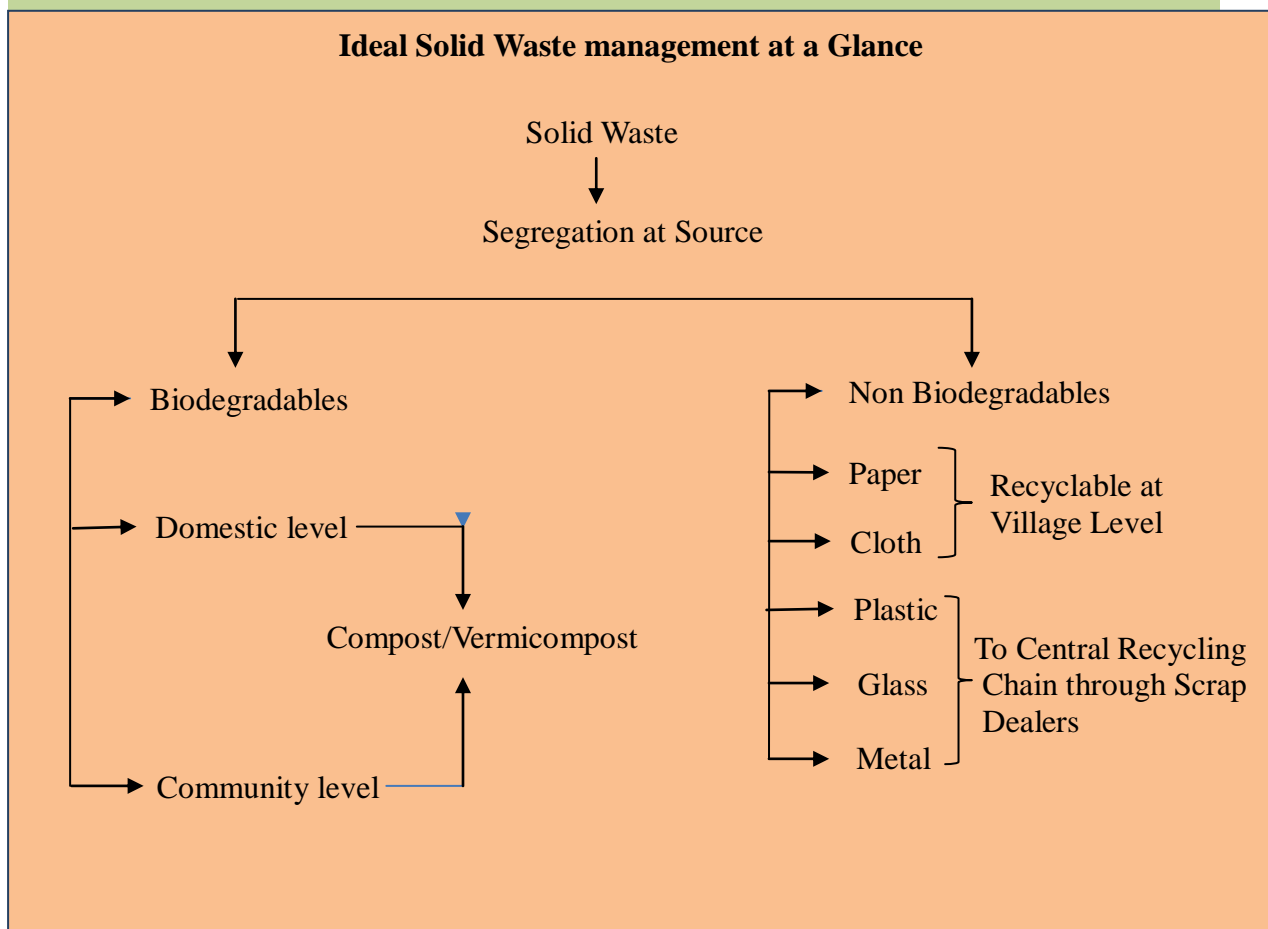 Ideal Solid Waste management at a Glance
Solid Waste
Segregation at Source
Biodegradables
Domestic level
Compost/Vermicompost
Community level
Non Biodegradables
Paper
Cloth
Recyclable at
Village Level
Plastic
Glass
Metal
To Central Recycling
Chain through Scrap
Dealers